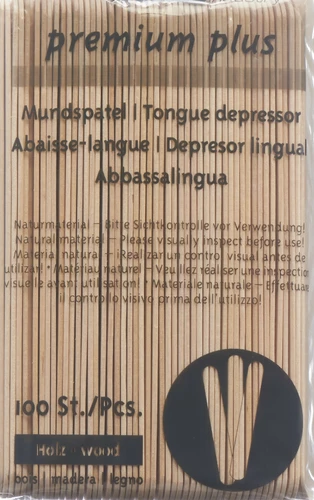 premium plus
Mundspatel | Tongue depressor
Abaisse-langue | Depresor lingual
Abbassalingua
Naturmaterial – Bitte Sichtkontrolle vor Verwendung!
Natural material – Please visually inspect before use!
Material natural – ¡Realizar un control visual antes de
utilizar! • Matériau naturel – Veuillez réaliser une inspection
visuelle avant utilisation! • Materiale naturale – Effettuare
il controllo visivo prima dell'utilizzo!
100 St./Pcs.
Holz wood
bois madera legno